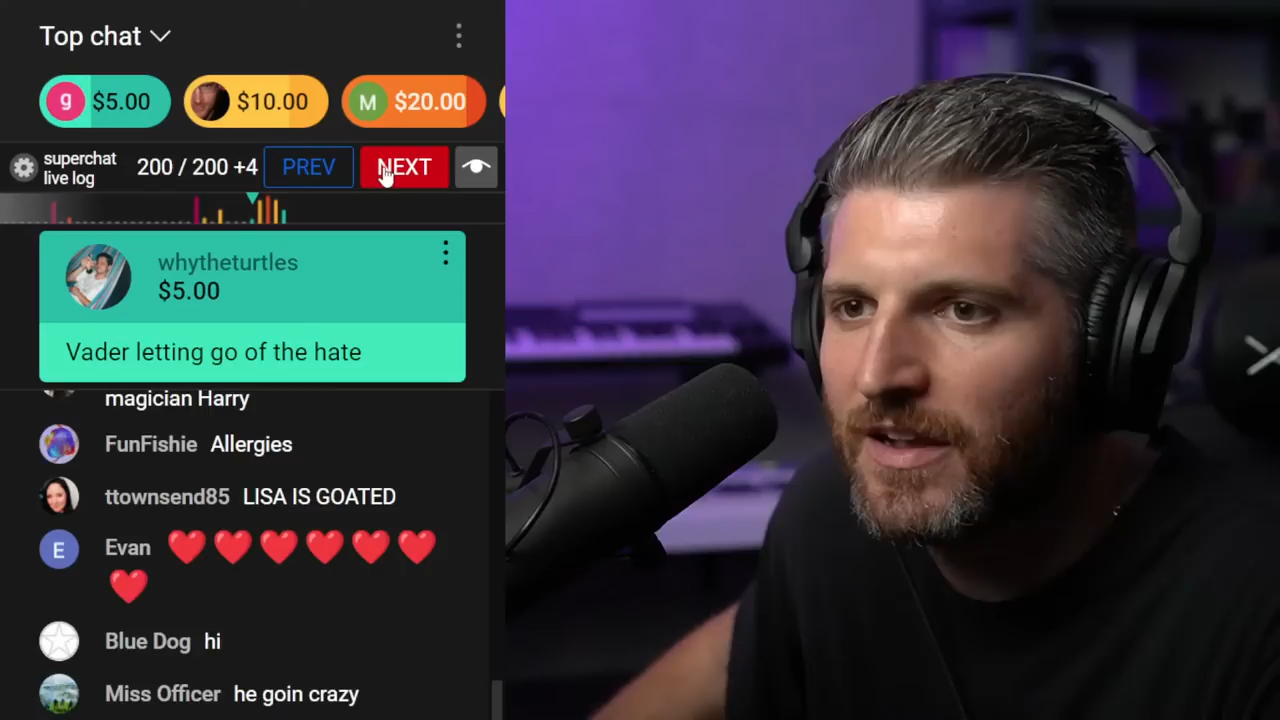 Top chat
g $5.00 $10.00 M $20.00
superchat
live log
200 / 200 +4 PREV NEXT
whytheturtles
$5.00
Vader letting go of the hate
magician Harry
FunFishie Allergies
ttownsend85 LISA IS GOATED
E Evan ❤️❤️❤️❤️❤️❤️
❤️
Blue Dog hi
Miss Officer he goin crazy